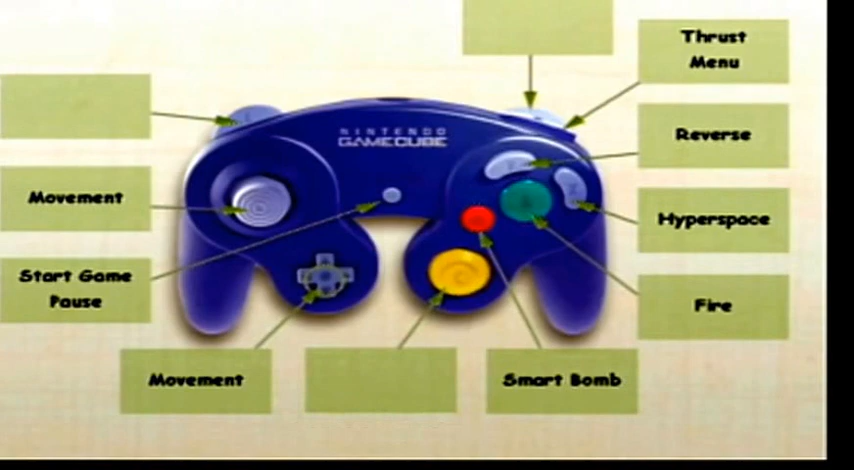 Thrust
Menu
NINTENDO
GAMECUBE
Reverse
Movement
Hyperspace
Start Game
Pause
Fire
Movement
Smart Bomb